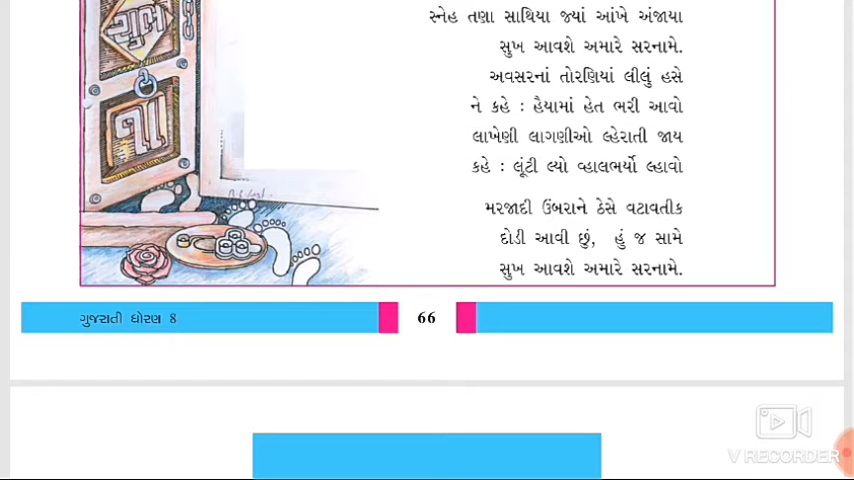 શુભ
લાભ
સ્નેહ તણા સાથિયા જ્યાં આંખે અંજાયા
સુખ આવશે અમારે સરનામે.
અવસરનાં તોરણિયાં લીલું હસે
ને કહે : હૈયામાં હેત ભરી આવો
લાખેણી લાગણીઓ લ્હેરાતી જાય
કહે : લૂંટી લ્યો વ્હાલભર્યો લ્હાવો
મરજાદી ઉંબરાને ઠેસે વટાવતીક
દોડી આવી છું, હું જ સામે
સુખ આવશે અમારે સરનામે.
ગુજરાતી ધોરણ 8
66
V RECORDER